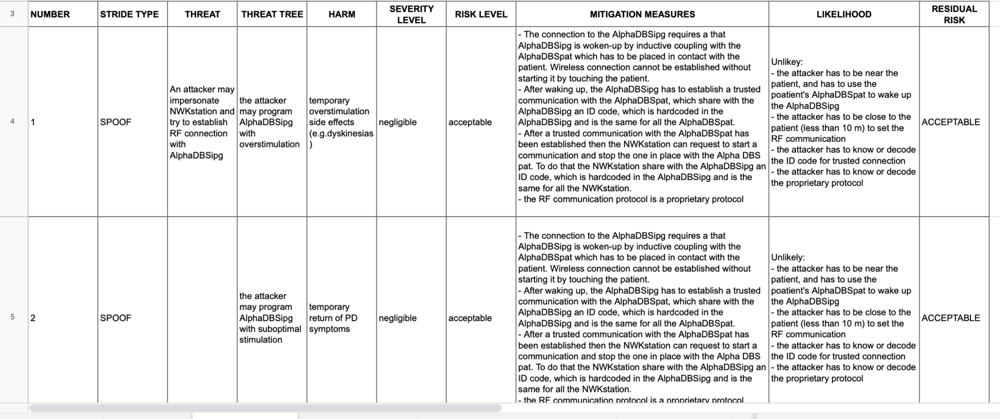 3
NUMBER
STRIDE TYPE
THREAT
THREAT TREE
HARM
SEVERITY
LEVEL
RISK LEVEL
MITIGATION MEASURES
LIKELIHOOD
RESIDUAL
RISK
4
1
SPOOF
An attacker may
impersonate
NWKstation and
try to establish
RF connection
with
AlphaDBSipg
the attacker
may program
AlphaDBSipg
with
overstimulation
temporary
overstimulation
side effects
(e.g.dyskinesias
)
negligible
acceptable
- The connection to the AlphaDBSipg requires a that
AlphaDBSipg is woken-up by inductive coupling with the
AlphaDBSpat which has to be placed in contact with the
patient. Wireless connection cannot be established without
starting it by touching the patient.
- After waking up, the AlphaDBSipg has to establish a trusted
communication with the AlphaDBSpat, which share with the
AlphaDBSipg an ID code, which is hardcoded in the
AlphaDBSipg and is the same for all the AlphaDBSpat.
- After a trusted communication with the AlphaDBSpat has
been established then the NWKstation can request to start a
communication and stop the one in place with the Alpha DBS
pat. To do that the NWKstation share with the AlphaDBSipg an
ID code, which is hardcoded in the AlphaDBSipg and is the
same for all the NWKstation.
- the RF communication protocol is a proprietary protocol
Unlikey:
- the attacker has to be near the
patient, and has to use the
poatient's AlphaDBSpat to wake up
the AlphaDBSipg
- the attacker has to be close to the
patient (less than 10 m) to set the
RF communication
- the attacker has to know or decode
the ID code for trusted connection
- the attacker has to know or decode
the proprietary protocol
ACCEPTABLE
5
2
SPOOF
the attacker
may program
AlphaDBSipg
with suboptimal
stimulation
temporary
return of PD
symptoms
negligible
acceptable
- The connection to the AlphaDBSipg requires a that
AlphaDBSipg is woken-up by inductive coupling with the
AlphaDBSpat which has to be placed in contact with the
patient. Wireless connection cannot be established without
starting it by touching the patient.
- After waking up, the AlphaDBSipg has to establish a trusted
communication with the AlphaDBSpat, which share with the
AlphaDBSipg an ID code, which is hardcoded in the
AlphaDBSipg and is the same for all the AlphaDBSpat.
- After a trusted communication with the AlphaDBSpat has
been established then the NWKstation can request to start a
communication and stop the one in place with the Alpha DBS
pat. To do that the NWKstation share with the AlphaDBSipg an
ID code, which is hardcoded in the AlphaDBSipg and is the
same for all the NWKstation.
- the RF communication protocol is a proprietary protocol
Unlikely:
- the attacker has to be near the
patient, and has to use the
poatient's AlphaDBSpat to wake up
the AlphaDBSipg
- the attacker has to be close to the
patient (less than 10 m) to set the
RF communication
- the attacker has to know or decode
the ID code for trusted connection
- the attacker has to know or decode
the proprietary protocol
ACCEPTABLE